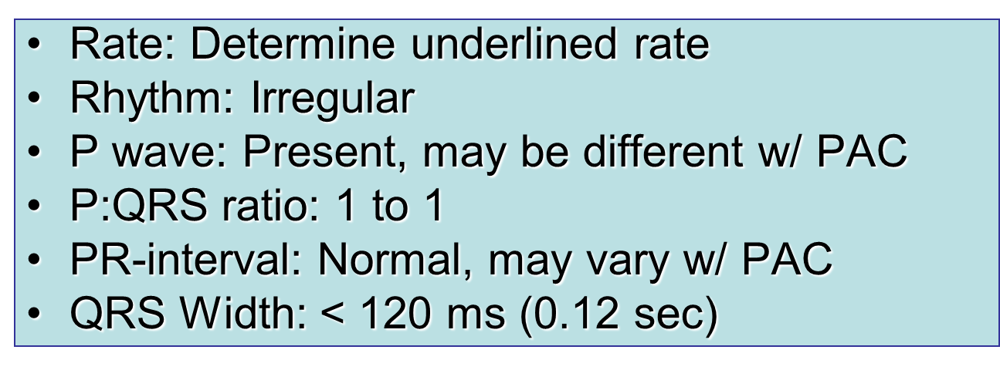 • Rate: Determine underlined rate
• Rhythm: Irregular
• P wave: Present, may be different w/ PAC
• P:QRS ratio: 1 to 1
• PR-interval: Normal, may vary w/ PAC
• QRS Width: < 120 ms (0.12 sec)